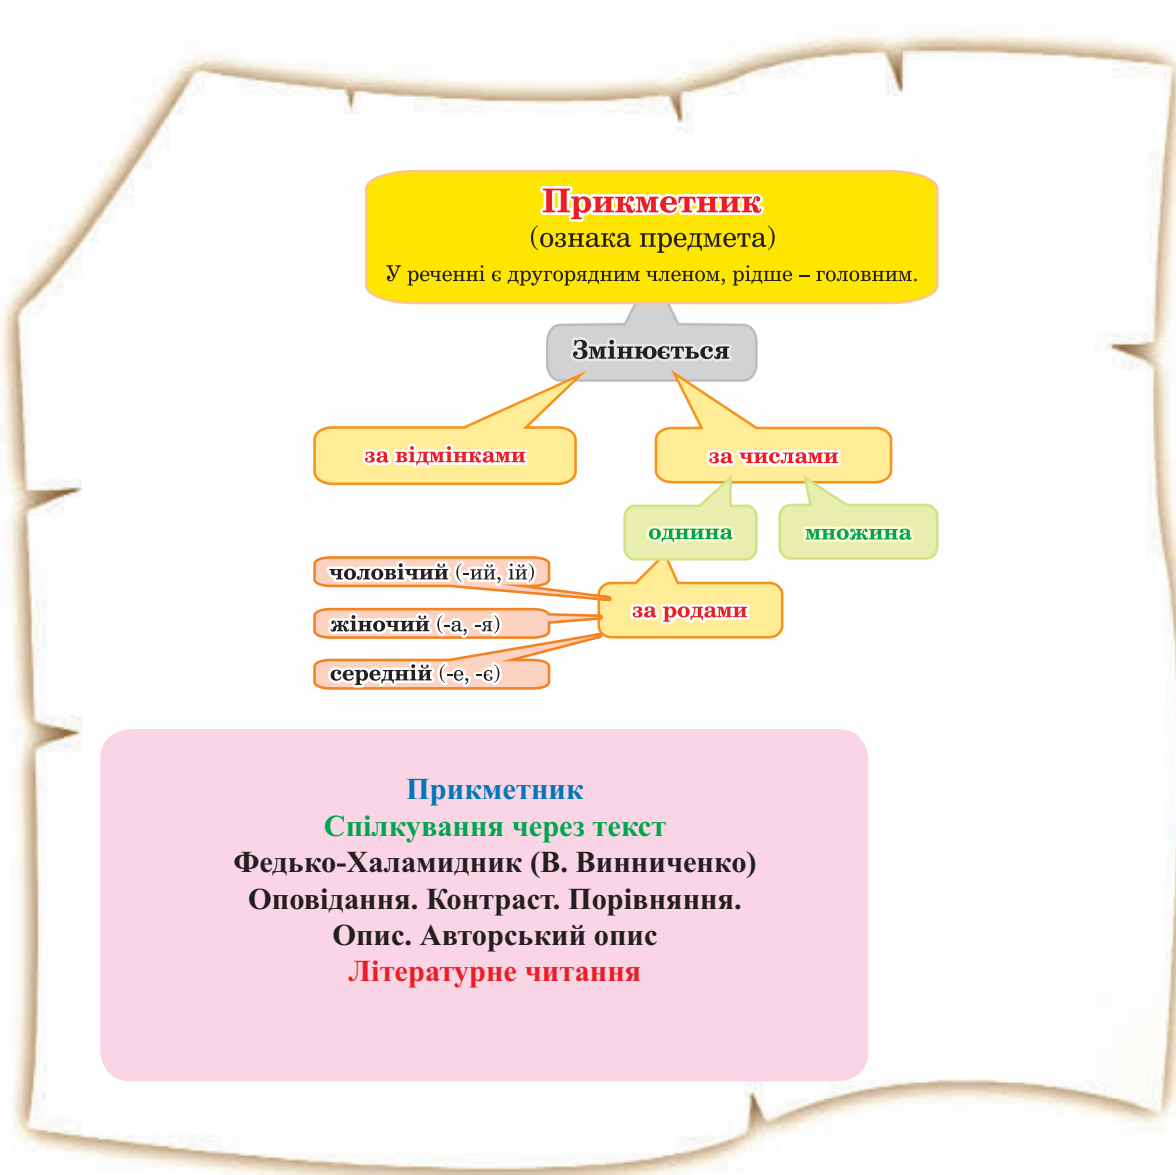 Прикметник
(ознака предмета)
У реченні є другорядним членом, рідше – головним.
Змінюється
за відмінками
за числами
однина
множина
за родами
чоловічий (-ий, ій)
жіночий (-а, -я)
середній (-е, -є)
Прикметник
Спілкування через текст
Федько-Халамидник (В. Винниченко)
Оповідання. Контраст. Порівняння.
Опис. Авторський опис
Літературне читання